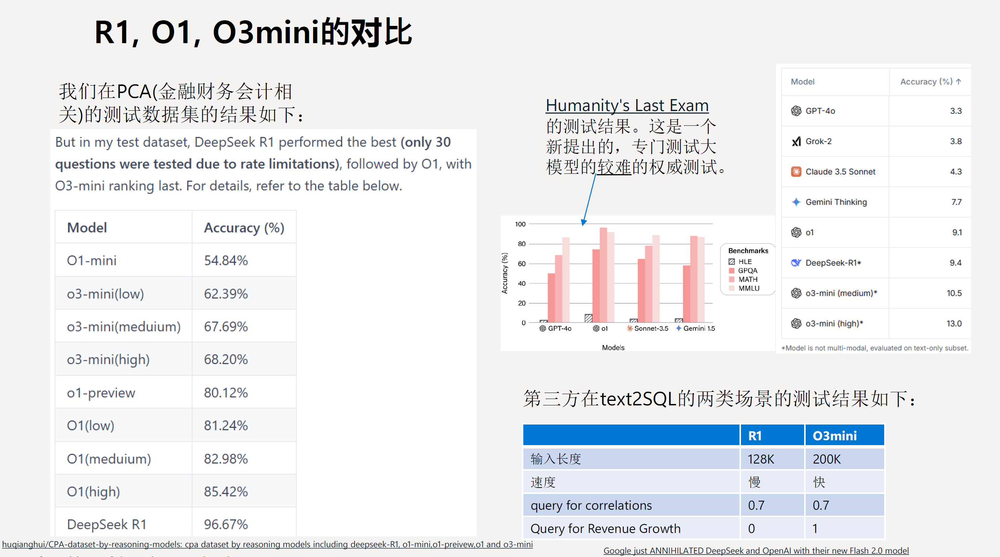 R1, O1, O3mini的对比
我们在PCA(金融财务会计相
关)的测试数据集的结果如下：
But in my test dataset, DeepSeek R1 performed the best (only 30
questions were tested due to rate limitations), followed by O1, with
O3-mini ranking last. For details, refer to the table below.
Model Accuracy (%)
O1-mini 54.84%
o3-mini(low) 62.39%
o3-mini(meduium) 67.69%
o3-mini(high) 68.20%
o1-preview 80.12%
O1(low) 81.24%
O1(meduium) 82.98%
O1(high) 85.42%
DeepSeek R1 96.67%
huqianghui/CPA-dataset-by-reasoning-models: cpa dataset by reasoning models including deepseek-R1, o1-mini,o1-preivew,o1 and o3-mini
Humanity's Last Exam
的测试结果。这是一个
新提出的，专门测试大
模型的较难的权威测试。
100
80
60
40
20
0
Accuracy (%)
GPT-4o o1 Sonnet-3.5 Gemini 1.5
Models
Benchmarks
HLE
GPQA
MATH
MMLU
Model Accuracy (%) ↑
GPT-4o 3.3
Grok-2 3.8
Claude 3.5 Sonnet 4.3
Gemini Thinking 7.7
o1 9.1
DeepSeek-R1* 9.4
o3-mini (medium)* 10.5
o3-mini (high)* 13.0
*Model is not multi-modal, evaluated on text-only subset.
第三方在text2SQL的两类场景的测试结果如下：
R1 O3mini
输入长度 128K 200K
速度 慢 快
query for correlations 0.7 0.7
Query for Revenue Growth 0 1
Google just ANNIHILATED DeepSeek and OpenAI with their new Flash 2.0 model